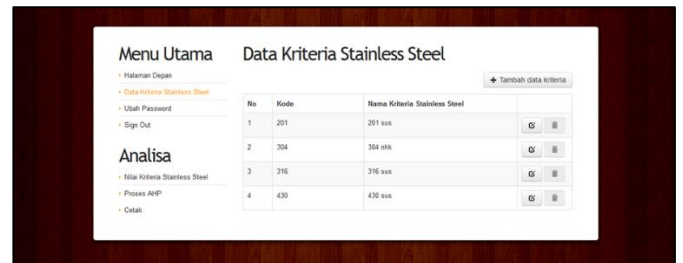 Menu Utama
Halaman Depan
Data Kriteria Stainless Steel
Ubah Password
Sign Out
Analisa
Nilai Kriteria Stainless Steel
Proses AHP
Cetak
Data Kriteria Stainless Steel
+ Tambah data kriteria
No Kode Nama Kriteria Stainless Steel
1 201 201 sus
2 304 304 nhk
3 316 316 sus
4 430 430 sus